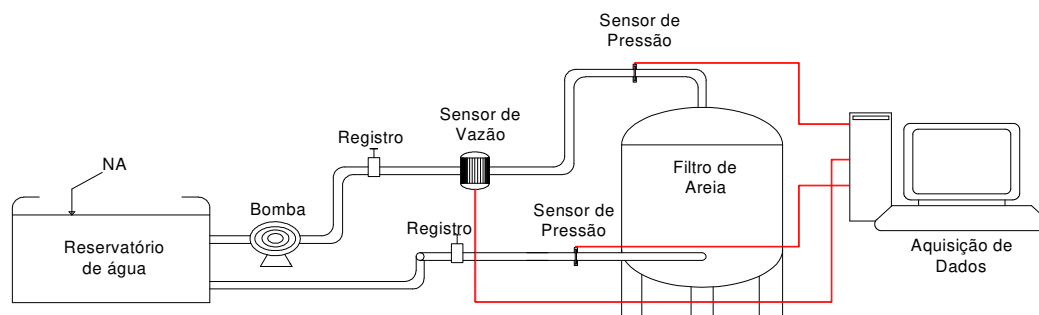 Sensor de
Pressão
Sensor de
Vazão
Registro
NA
Filtro de
Areia
Bomba
Sensor de
Pressão
Registro
Reservatório
de água
Aquisição de
Dados